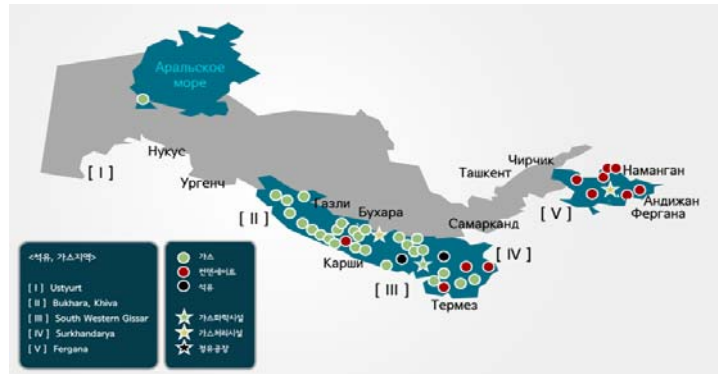 Аральское
море
[ I ]
Нукус
Ургенч
[ II ]
Газли
Бухара
Карши
[ III ]
Термез
Самарканд
[ IV ]
Ташкент
Чирчик
[ V ]
Наманган
Андижан
Фергана
<석유, 가스지역>
[ I ] Ustyurt
[ II ] Bukhara, Khiva
[ III ] South Western Gissar
[ IV ] Surkhandarya
[ V ] Fergana
가스
컨덴세이트
석유
가스화학시설
가스처리시설
정유공장